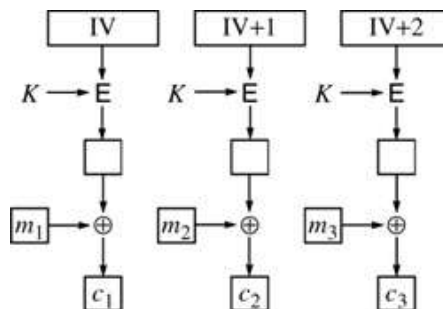 IV IV+1 IV+2
K E K E K E
m₁ ⊕ m₂ ⊕ m₃ ⊕
c₁ c₂ c₃